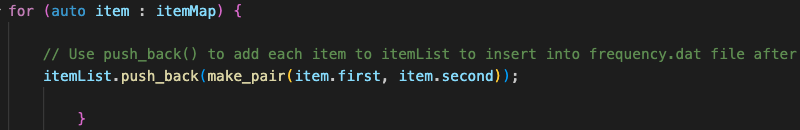 for (auto item : itemMap) {
// Use push_back() to add each item to itemList to insert into frequency.dat file after
itemList.push_back(make_pair(item.first, item.second));
}